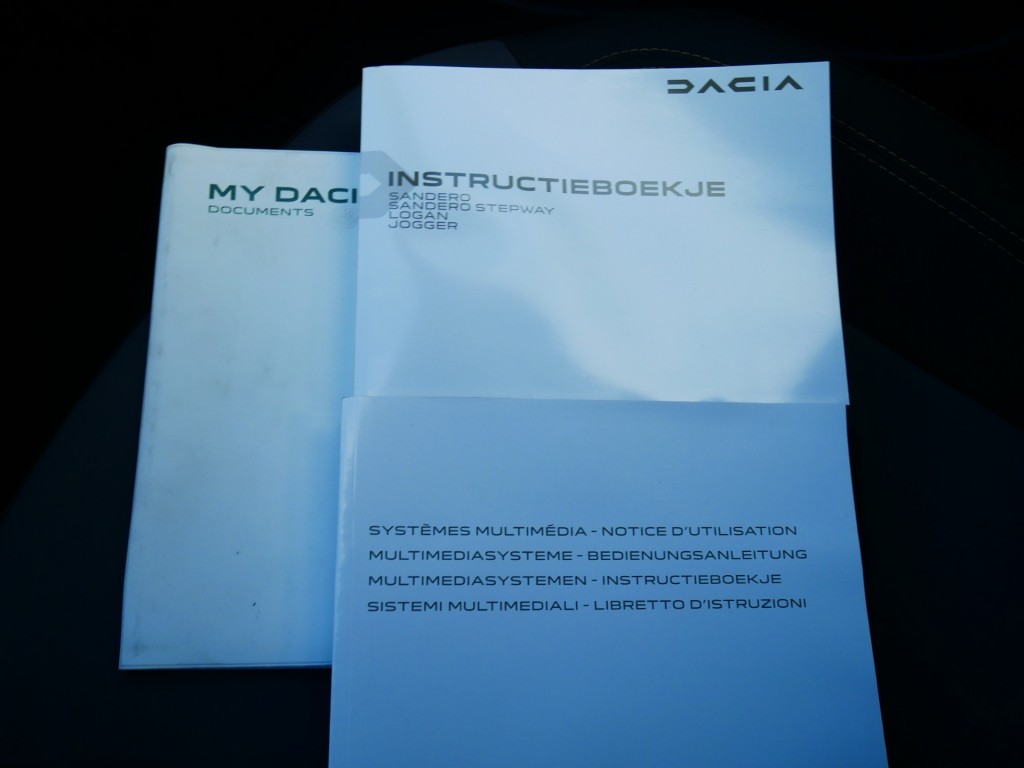 DACIA
MY DACI
DOCUMENTS
INSTRUCTIEBOEKJE
SANDERO
SANDERO STEPWAY
LOGAN
JOGGER
SYSTÈMES MULTIMÉDIA - NOTICE D'UTILISATION
MULTIMEDIASYSTEME - BEDIENUNGSANLEITUNG
MULTIMEDIASYSTEMEN - INSTRUCTIEBOEKJE
SISTEMI MULTIMEDIALI - LIBRETTO D'ISTRUZIONI